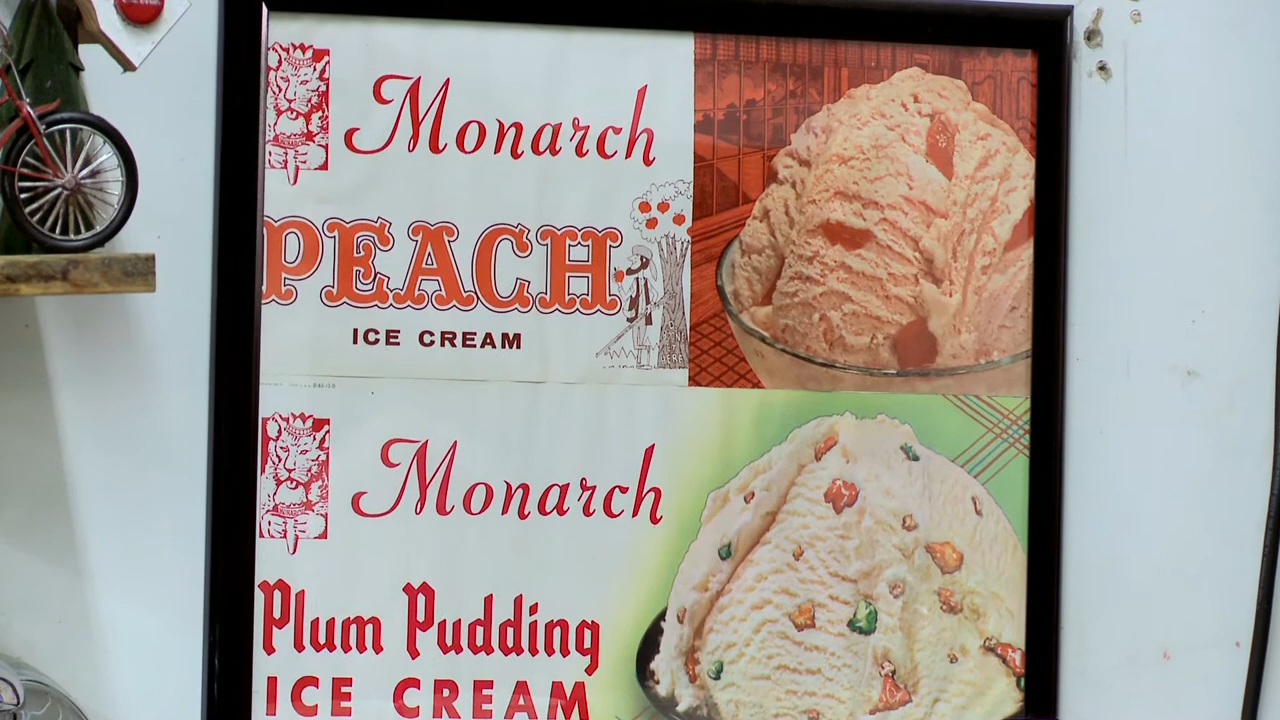 Monarch
PEACH
ICE CREAM
Monarch
Plum Pudding
ICE CREAM